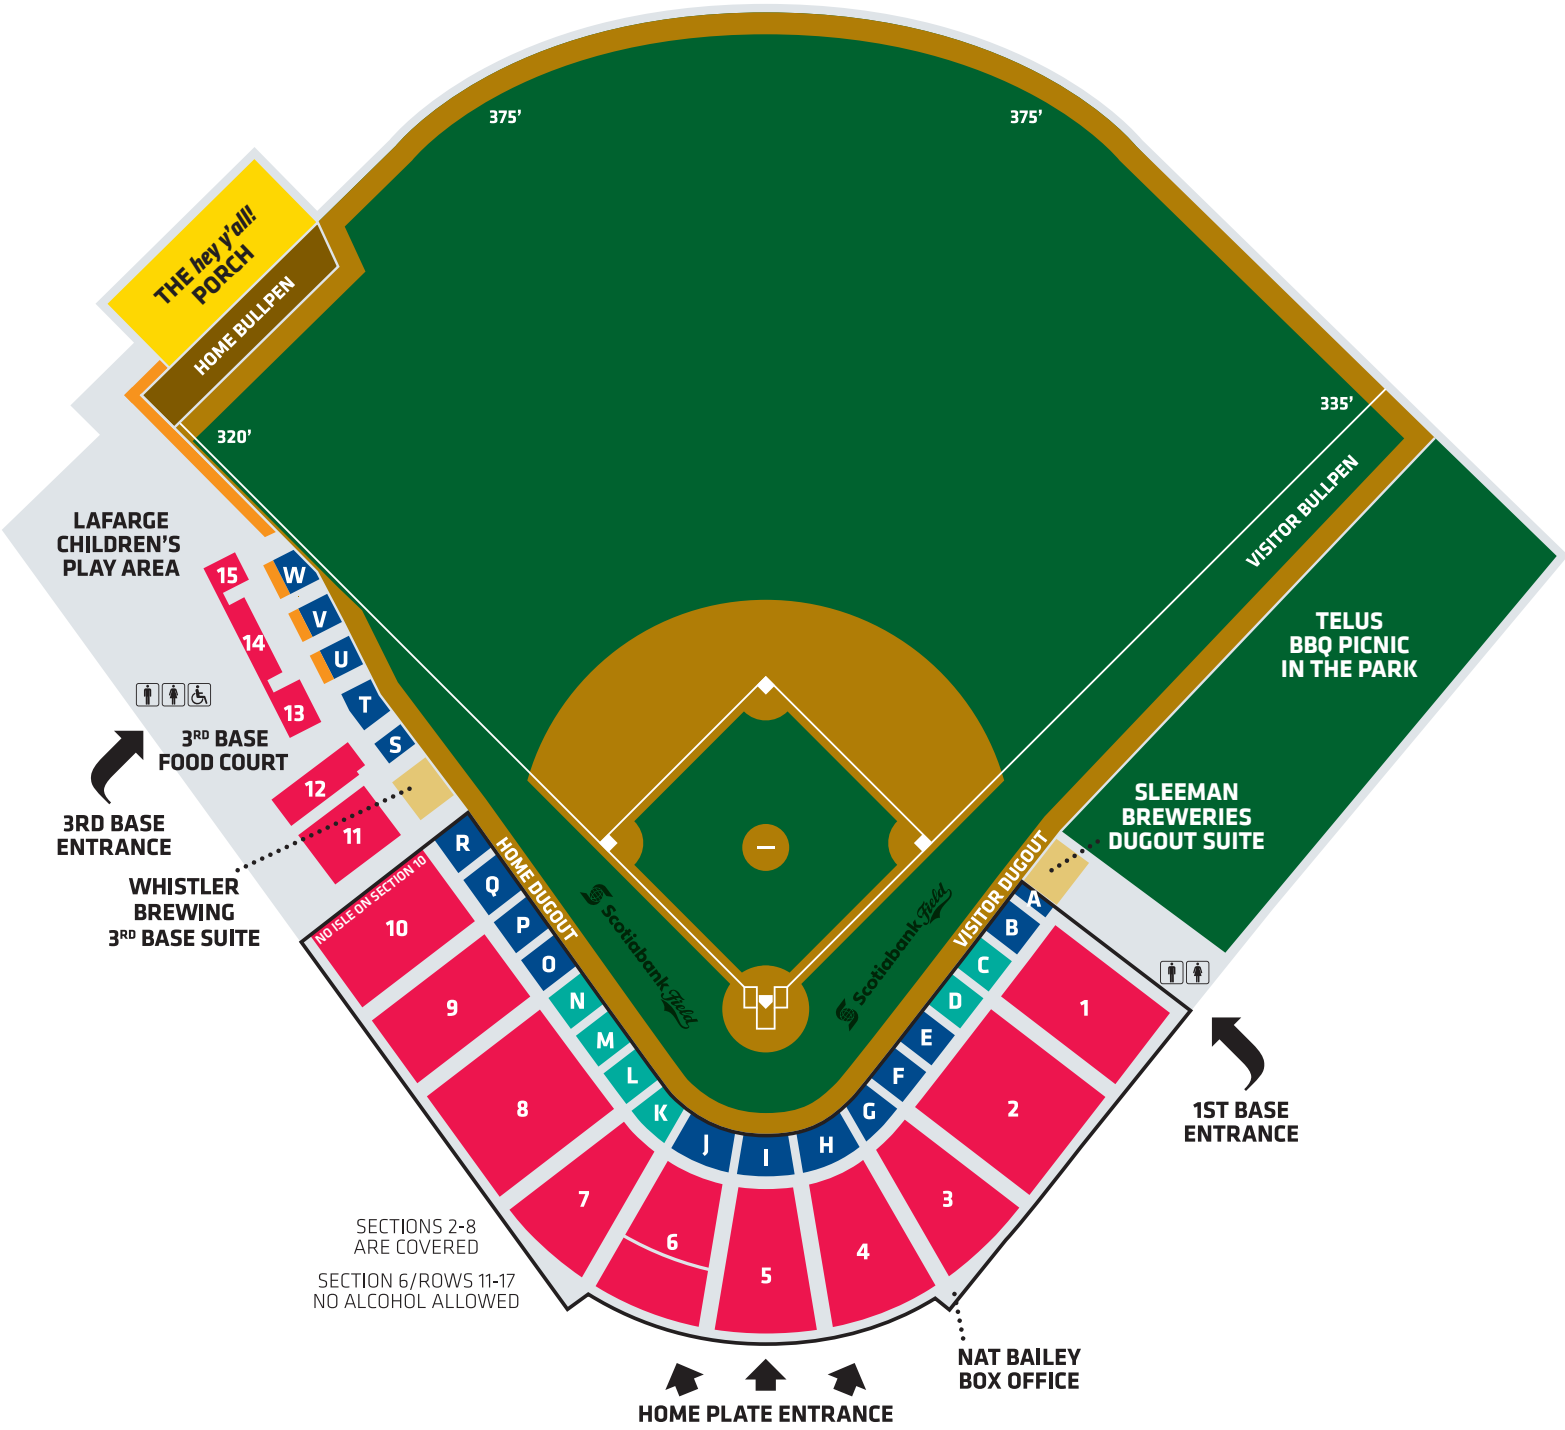 375’
375’
THE hey y’all!
PORCH
HOME BULLPEN
320’
335’
VISITOR BULLPEN
LAFARGE
CHILDREN’S
PLAY AREA
15
14
13
12
11
W
V
U
T
S
3RD BASE
FOOD COURT
3RD BASE
ENTRANCE
WHISTLER
BREWING
3RD BASE SUITE
TELUS
BBQ PICNIC
IN THE PARK
SLEEMAN
BREWERIES
DUGOUT SUITE
HOME DUGOUT
VISITOR DUGOUT
Scotiabank Field
Scotiabank Field
NO ISLE ON SECTION 10
R
Q
P
O
N
M
L
K
J
I
H
G
F
E
D
C
B
A
10
9
8
7
6
5
4
3
2
1
1ST BASE
ENTRANCE
SECTIONS 2-8
ARE COVERED
SECTION 6/ROWS 11-17
NO ALCOHOL ALLOWED
NAT BAILEY
BOX OFFICE
HOME PLATE ENTRANCE